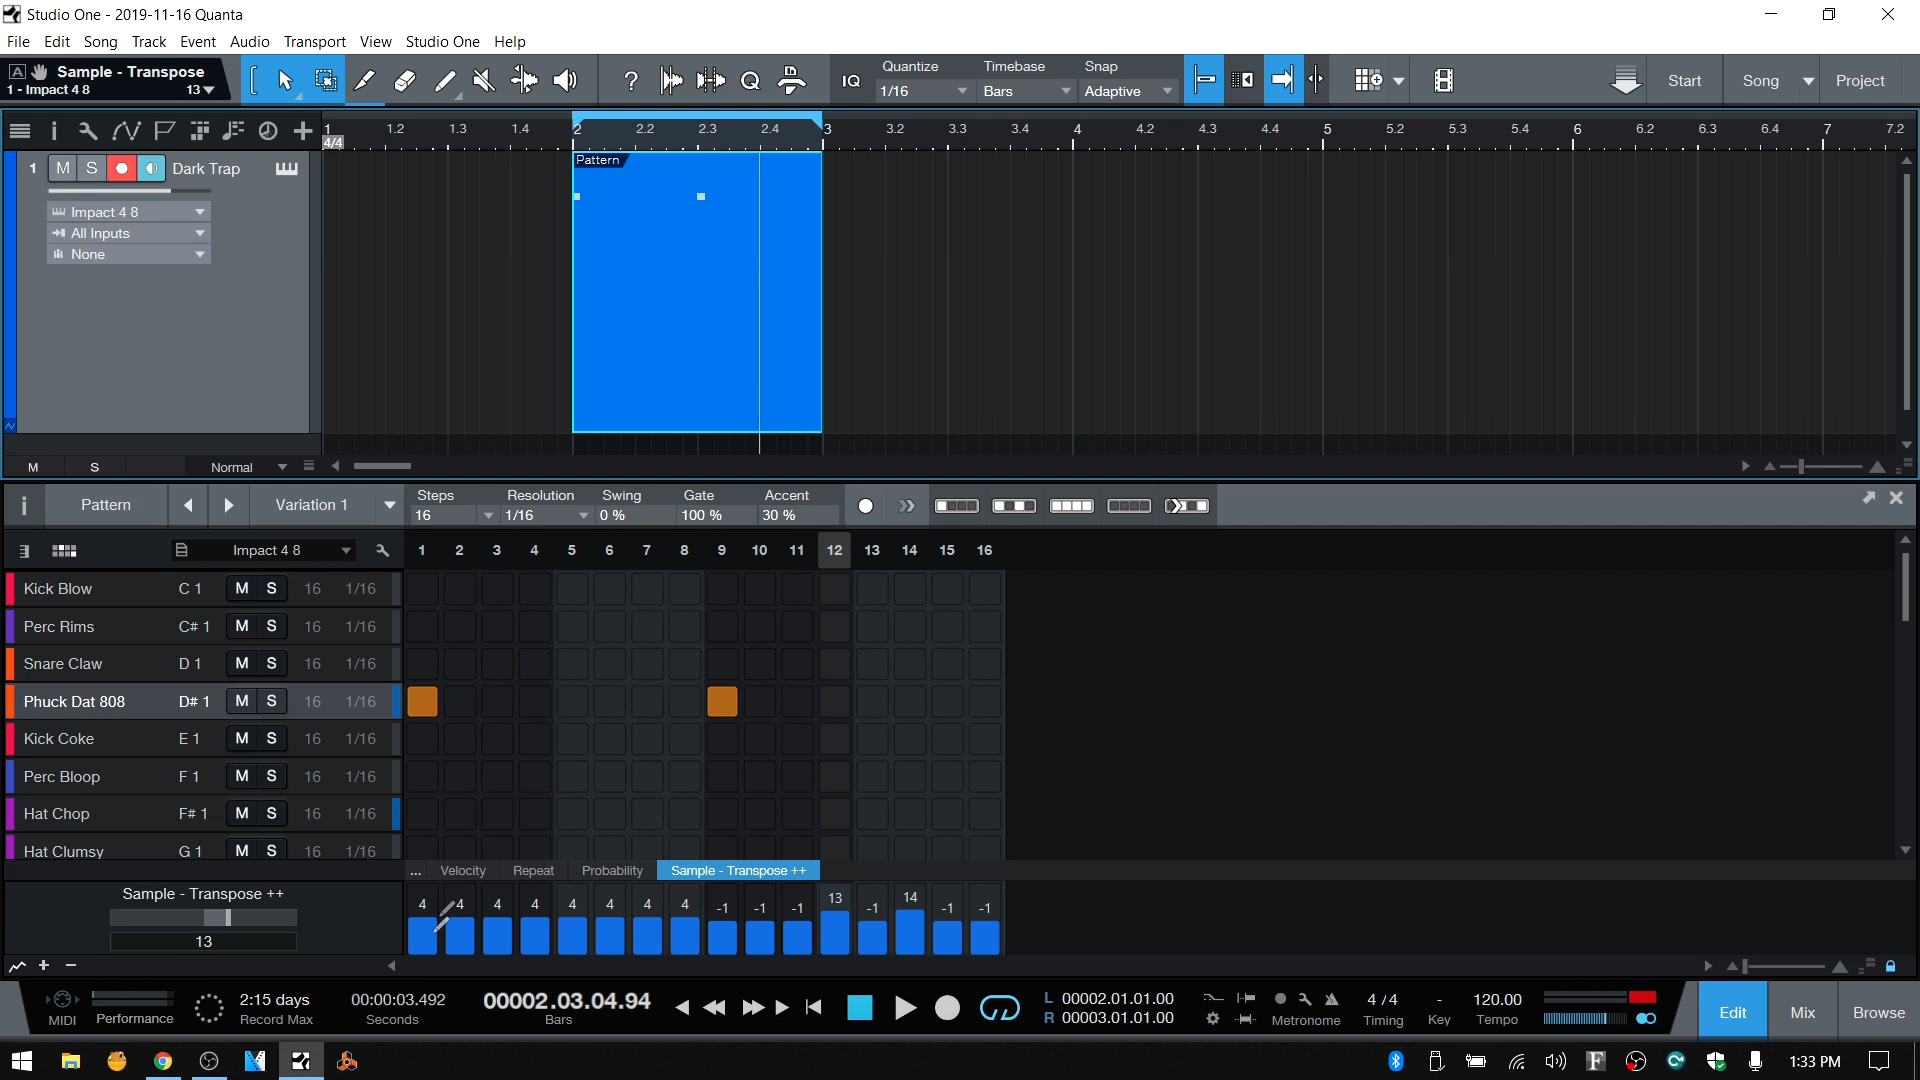 Studio One - 2019-11-16 Quanta
File Edit Song Track Event Audio Transport View Studio One Help
A Sample - Transpose
1 - Impact 4 8 13
? Q IQ
Quantize Timebase Snap
1/16 Bars Adaptive
Start Song Project
1 1.2 1.3 1.4 2 2.2 2.3 2.4 3 3.2 3.3 3.4 4 4.2 4.3 4.4 5 5.2 5.3 5.4 6 6.2 6.3 6.4 7 7.2
4/4
1 M S Dark Trap
Pattern
Impact 4 8
All Inputs
None
M S Normal
Pattern Variation 1
Steps Resolution Swing Gate Accent
16 1/16 0 % 100 % 30 %
Impact 4 8 1 2 3 4 5 6 7 8 9 10 11 12 13 14 15 16
Kick Blow C 1 M S 16 1/16
Perc Rims C# 1 M S 16 1/16
Snare Claw D 1 M S 16 1/16
Phuck Dat 808 D# 1 M S 16 1/16
Kick Coke E 1 M S 16 1/16
Perc Bloop F 1 M S 16 1/16
Hat Chop F# 1 M S 16 1/16
Hat Clumsy G 1 M S 16 1/16
... Velocity Repeat Probability Sample - Transpose ++
Sample - Transpose ++
4 4 4 4 4 4 4 4 -1 -1 -1 13 -1 14 -1 -1
13
MIDI Performance
2:15 days
Record Max
00:00:03.492
Seconds
00002.03.04.94
Bars
L 00002.01.01.00
R 00003.01.01.00
Metronome
4 / 4
Timing
-
Key
120.00
Tempo
Edit Mix Browse
1:33 PM